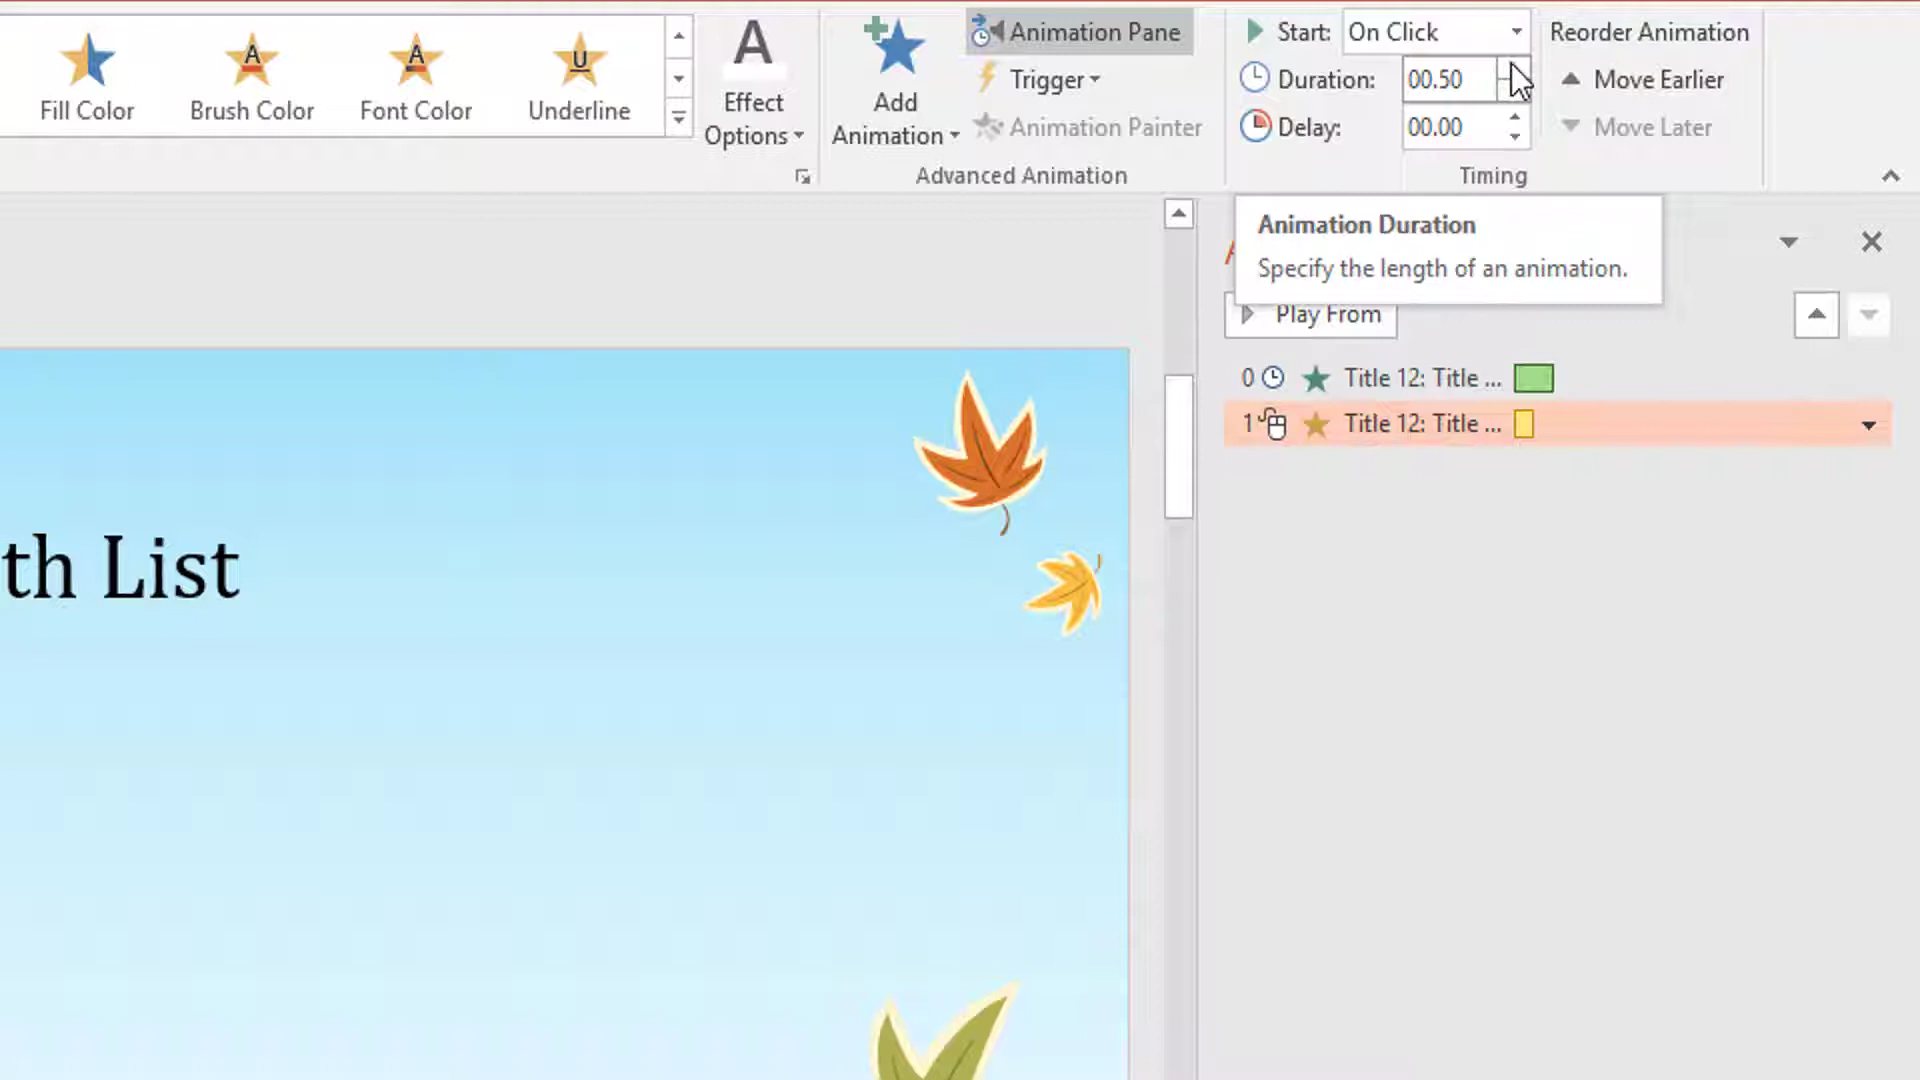 Fill Color
Brush Color
Font Color
Underline
Effect
Options
Add
Animation
Animation Pane
Trigger
Animation Painter
Advanced Animation
Start: On Click
Duration: 00.50
Delay: 00.00
Reorder Animation
Move Earlier
Move Later
Timing
Animation Duration
Specify the length of an animation.
Play From
0 Title 12: Title ...
1 Title 12: Title ...
th List